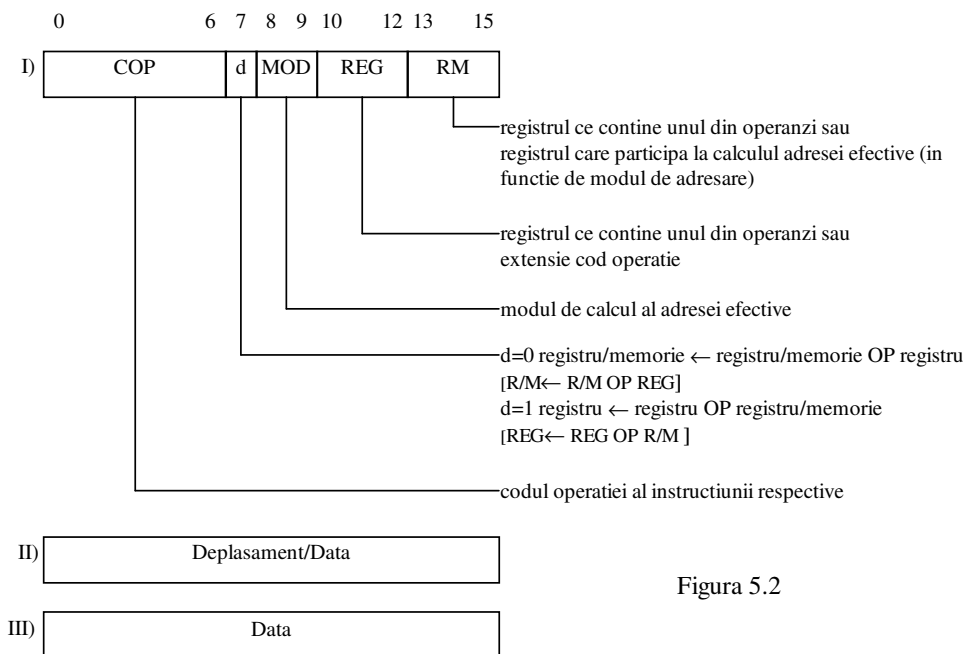 0 6 7 8 9 10 12 13 15
I) COP d MOD REG RM
registrul ce contine unul din operanzi sau
registrul care participa la calculul adresei efective (in
functie de modul de adresare)
registrul ce contine unul din operanzi sau
extensie cod operatie
modul de calcul al adresei efective
d=0 registru/memorie ← registru/memorie OP registru
[R/M← R/M OP REG]
d=1 registru ← registru OP registru/memorie
[REG← REG OP R/M ]
codul operatiei al instructiunii respective
II) Deplasament/Data
Figura 5.2
III) Data